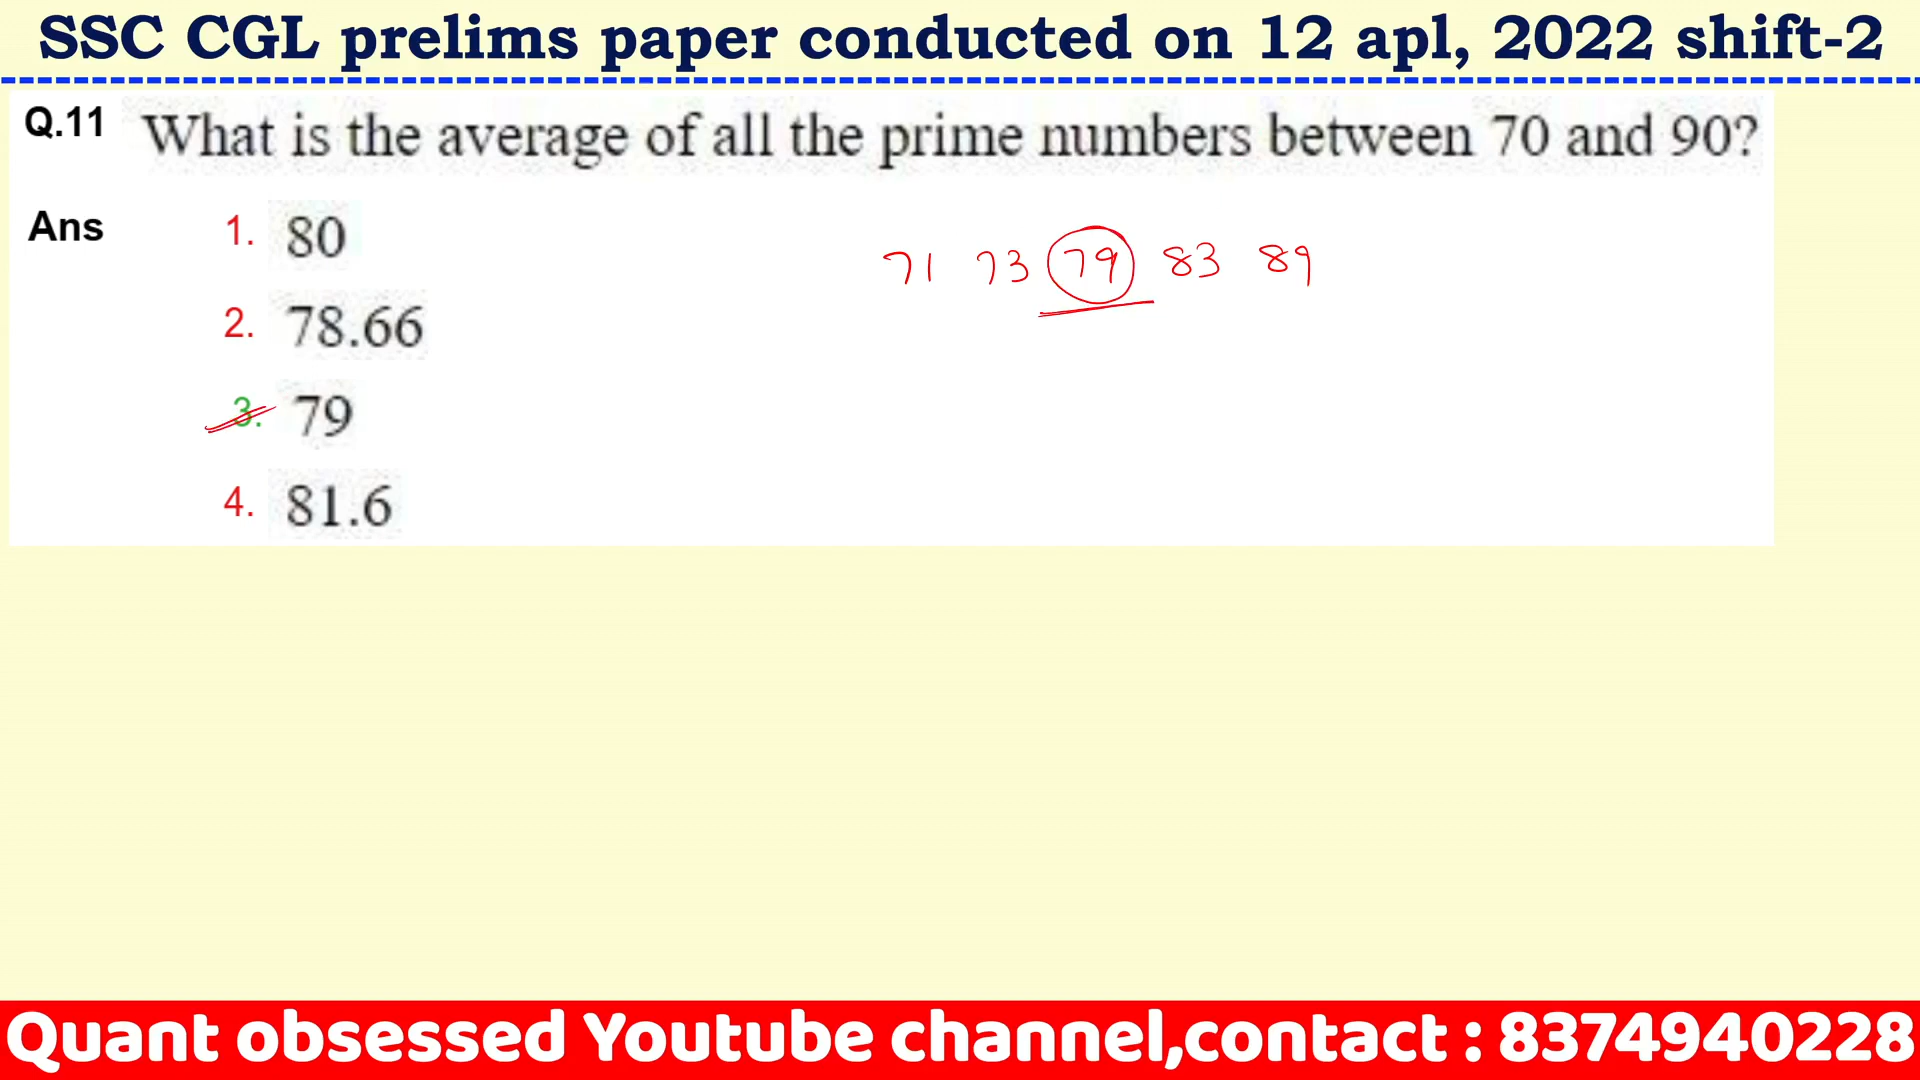 SSC CGL prelims paper conducted on 12 apl, 2022 shift-2
Q.11 What is the average of all the prime numbers between 70 and 90?
Ans 1. 80
71 73 79 83 89
2. 78.66
3. 79
4. 81.6
Quant obsessed Youtube channel,contact : 8374940228